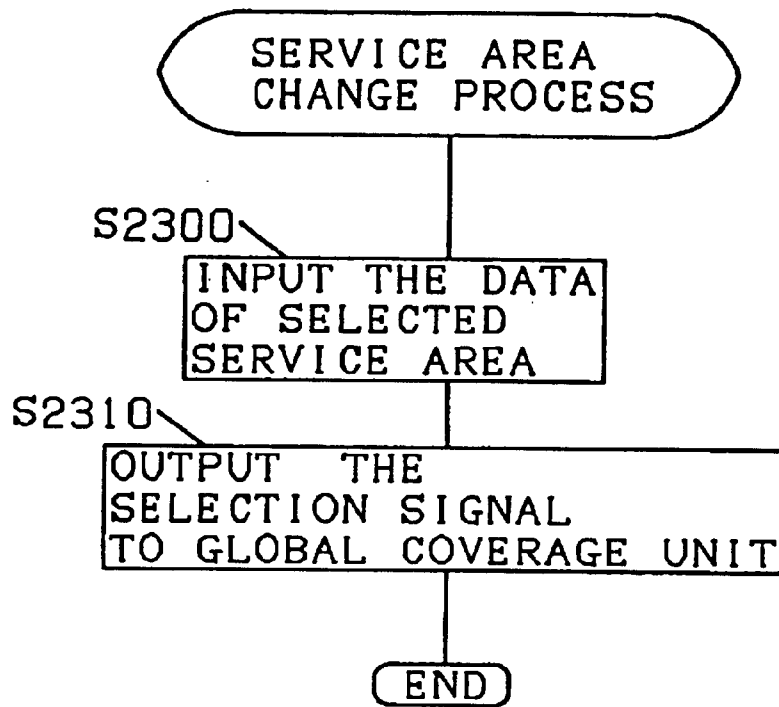 SERVICE AREA
CHANGE PROCESS
S2300
INPUT THE DATA
OF SELECTED
SERVICE AREA
S2310
OUTPUT THE
SELECTION SIGNAL
TO GLOBAL COVERAGE UNIT
END